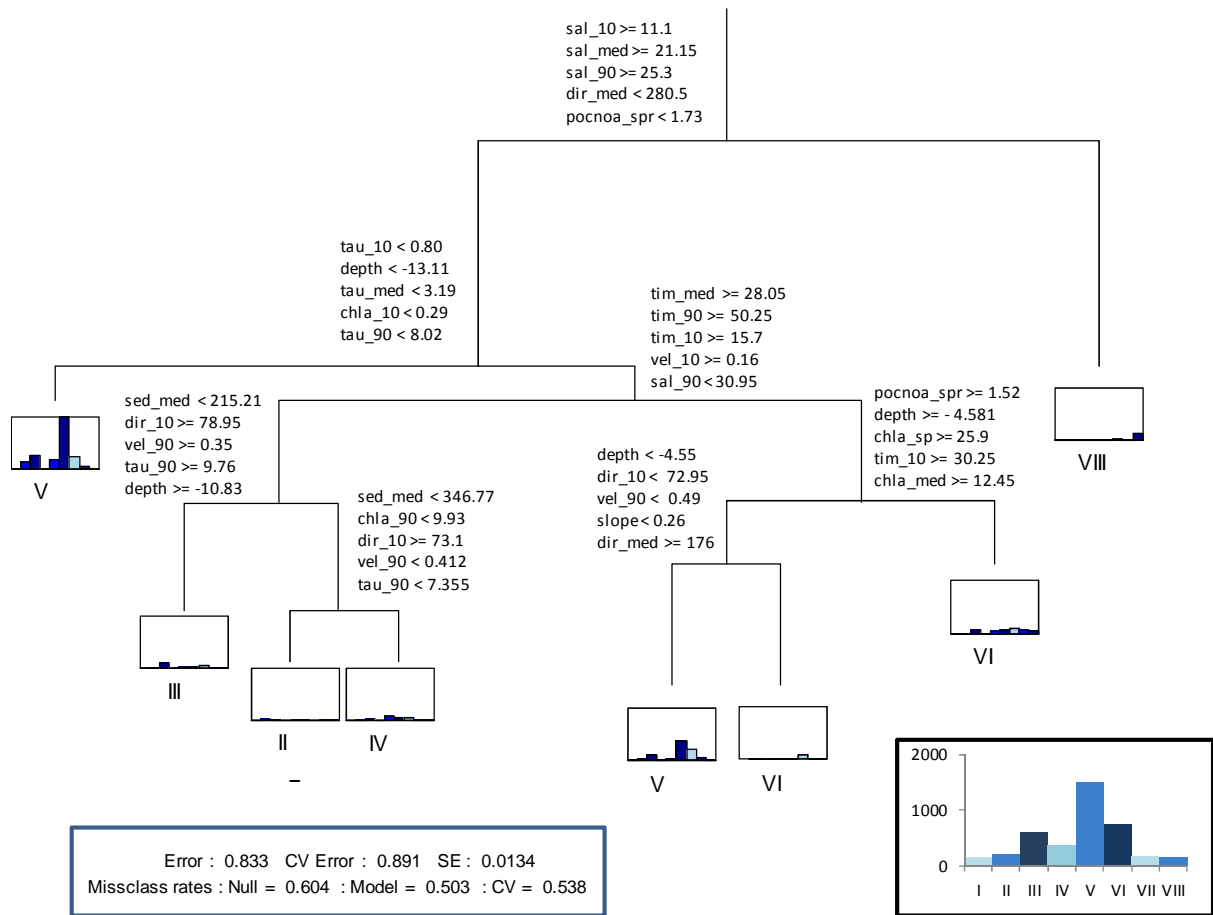 sal_10 >= 11.1
sal_med >= 21.15
sal_90 >= 25.3
dir_med < 280.5
pocnoa_spr < 1.73
tau_10 < 0.80
depth < -13.11
tau_med < 3.19
chla_10 < 0.29
tau_90 < 8.02
tim_med >= 28.05
tim_90 >= 50.25
tim_10 >= 15.7
vel_10 >= 0.16
sal_90 < 30.95
sed_med < 215.21
dir_10 >= 78.95
vel_90 >= 0.35
tau_90 >= 9.76
depth >= -10.83
pocnoa_spr >= 1.52
depth >= - 4.581
chla_sp >= 25.9
tim_10 >= 30.25
chla_med >= 12.45
depth < -4.55
dir_10 < 72.95
vel_90 < 0.49
slope < 0.26
dir_med >= 176
sed_med < 346.77
chla_90 < 9.93
dir_10 >= 73.1
vel_90 < 0.412
tau_90 < 7.355
V
VIII
III
VI
II
IV
V
VI
–
Error : 0.833 CV Error : 0.891 SE : 0.0134
Missclass rates : Null = 0.604 : Model = 0.503 : CV = 0.538
2000
1000
0
I II III IV V VI VII VIII